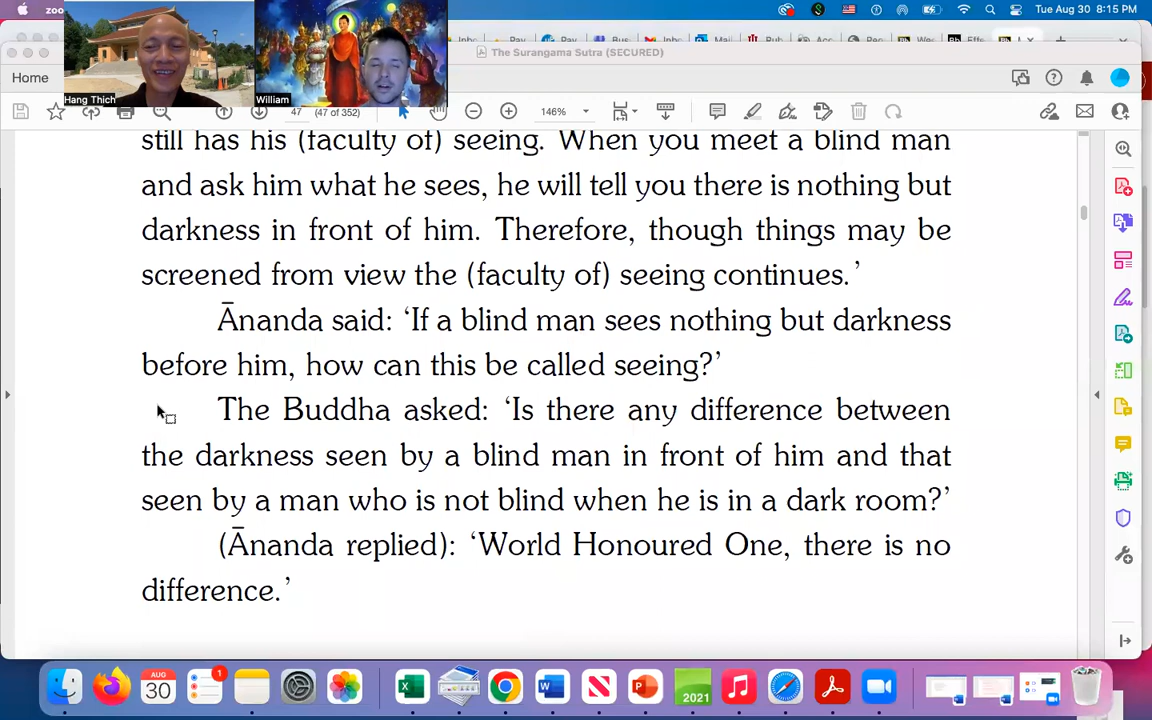 zoo
Tue Aug 30 8:15 PM
The Surangama Sutra (SECURED)
Home
Hang Thich
William
47 (47 of 352)
146%
still has his (faculty of) seeing. When you meet a blind man
and ask him what he sees, he will tell you there is nothing but
darkness in front of him. Therefore, though things may be
screened from view the (faculty of) seeing continues.’
Ānanda said: ‘If a blind man sees nothing but darkness
before him, how can this be called seeing?’
The Buddha asked: ‘Is there any difference between
the darkness seen by a blind man in front of him and that
seen by a man who is not blind when he is in a dark room?’
(Ānanda replied): ‘World Honoured One, there is no
difference.’
AUG
30
1
2021